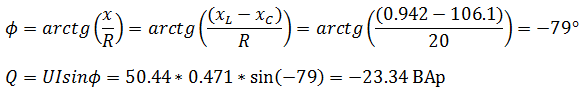 ϕ = arctg(x/R) = arctg((x_L − x_C)/R) = arctg((0.942 − 106.1)/20) = −79°
Q = UIsinϕ = 50.44 * 0.471 * sin(−79) = −23.34 ВАр